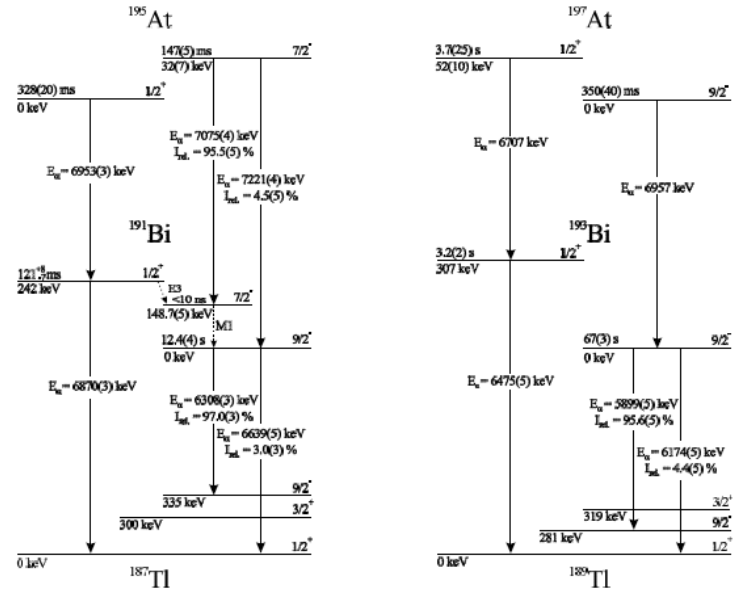 ¹⁹⁵At
147(5) ms 7/2⁻
32(7) keV
328(20) ms 1/2⁺
0 keV
Eα = 7075(4) keV
Irel. = 95.5(5) %
Eα = 6953(3) keV
Eα = 7221(4) keV
Irel. = 4.5(5) %
¹⁹¹Bi
121⁺⁸₋₇ ms 1/2⁺
242 keV
E3
<10 ns 7/2⁻
148.7(5) keV
M1
12.4(4) s 9/2⁻
0 keV
Eα = 6870(3) keV
Eα = 6308(3) keV
Irel. = 97.0(3) %
Eα = 6639(5) keV
Irel. = 3.0(3) %
9/2⁻
335 keV
3/2⁺
300 keV
1/2⁺
0 keV
¹⁸⁷Tl
¹⁹⁷At
3.7(25) s 1/2⁺
52(10) keV
350(40) ms 9/2⁻
0 keV
Eα = 6707
Eα = 6957
¹⁹³Bi
3.2(2) s 1/2⁺
307 keV
67(3) s 9/2⁻
0 keV
Eα = 6475(5) keV
Eα = 5899(5) keV
Irel. = 95.6(5) %
Eα = 6174(5) keV
Irel. = 4.4(5) %
3/2⁺
319 keV
9/2⁻
281 keV
1/2⁺
0 keV
¹⁸⁹Tl